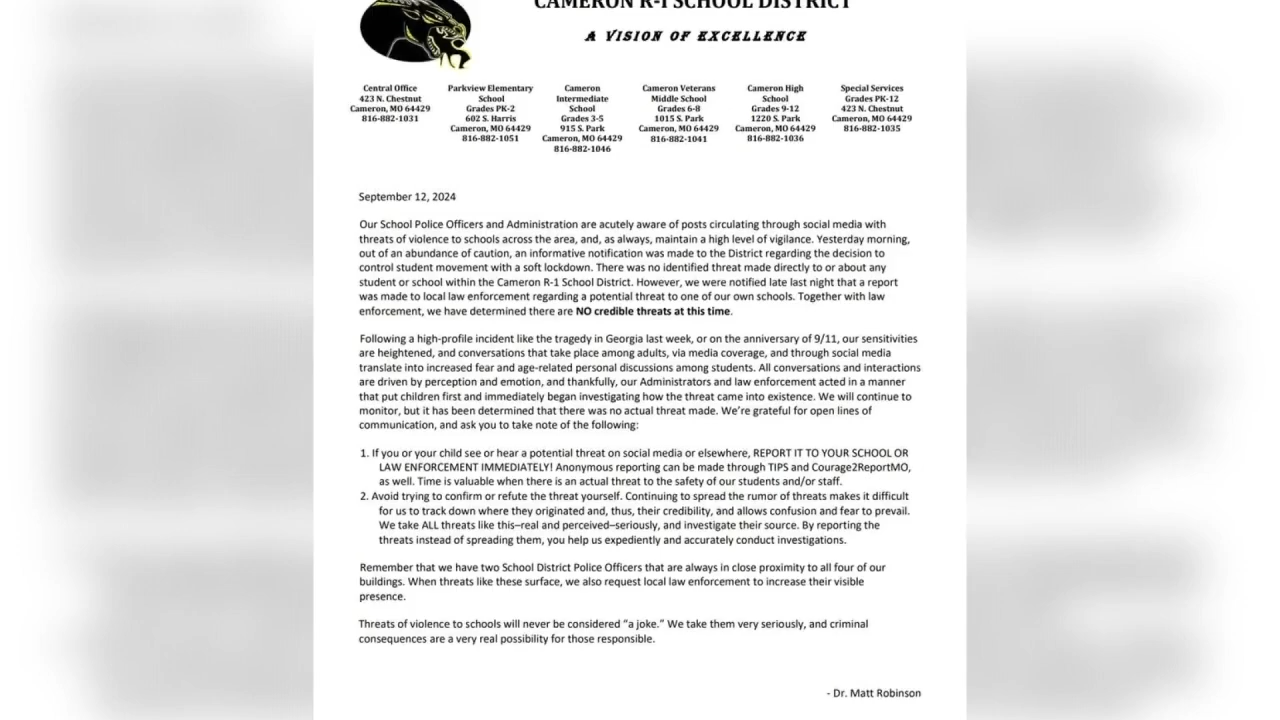 CAMERON R-I SCHOOL DISTRICT
A VISION OF EXCELLENCE
Central Office
423 N. Chestnut
Cameron, MO 64429
816-882-1031
Parkview Elementary
School
Grades PK-2
602 S. Harris
Cameron, MO 64429
816-882-1051
Cameron
Intermediate
School
Grades 3-5
915 S. Park
Cameron, MO 64429
816-882-1046
Cameron Veterans
Middle School
Grades 6-8
1015 S. Park
Cameron, MO 64429
816-882-1041
Cameron High
School
Grades 9-12
1220 S. Park
Cameron, MO 64429
816-882-1036
Special Services
Grades PK-12
423 N. Chestnut
Cameron, MO 64429
816-882-1035
September 12, 2024
Our School Police Officers and Administration are acutely aware of posts circulating through social media with
threats of violence to schools across the area, and, as always, maintain a high level of vigilance. Yesterday morning,
out of an abundance of caution, an informative notification was made to the District regarding the decision to
control student movement with a soft lockdown. There was no identified threat made directly to or about any
student or school within the Cameron R-1 School District. However, we were notified late last night that a report
was made to local law enforcement regarding a potential threat to one of our own schools. Together with law
enforcement, we have determined there are NO credible threats at this time.
Following a high-profile incident like the tragedy in Georgia last week, or on the anniversary of 9/11, our sensitivities
are heightened, and conversations that take place among adults, via media coverage, and through social media
translate into increased fear and age-related personal discussions among students. All conversations and interactions
are driven by perception and emotion, and thankfully, our Administrators and law enforcement acted in a manner
that put children first and immediately began investigating how the threat came into existence. We will continue to
monitor, but it has been determined that there was no actual threat made. We're grateful for open lines of
communication, and ask you to take note of the following:
1. If you or your child see or hear a potential threat on social media or elsewhere, REPORT IT TO YOUR SCHOOL OR
LAW ENFORCEMENT IMMEDIATELY! Anonymous reporting can be made through TIPS and Courage2ReportMO,
as well. Time is valuable when there is an actual threat to the safety of our students and/or staff.
2. Avoid trying to confirm or refute the threat yourself. Continuing to spread the rumor of threats makes it difficult
for us to track down where they originated and, thus, their credibility, and allows confusion and fear to prevail.
We take ALL threats like this–real and perceived–seriously, and investigate their source. By reporting the
threats instead of spreading them, you help us expediently and accurately conduct investigations.
Remember that we have two School District Police Officers that are always in close proximity to all four of our
buildings. When threats like these surface, we also request local law enforcement to increase their visible
presence.
Threats of violence to schools will never be considered "a joke." We take them very seriously, and criminal
consequences are a very real possibility for those responsible.
- Dr. Matt Robinson